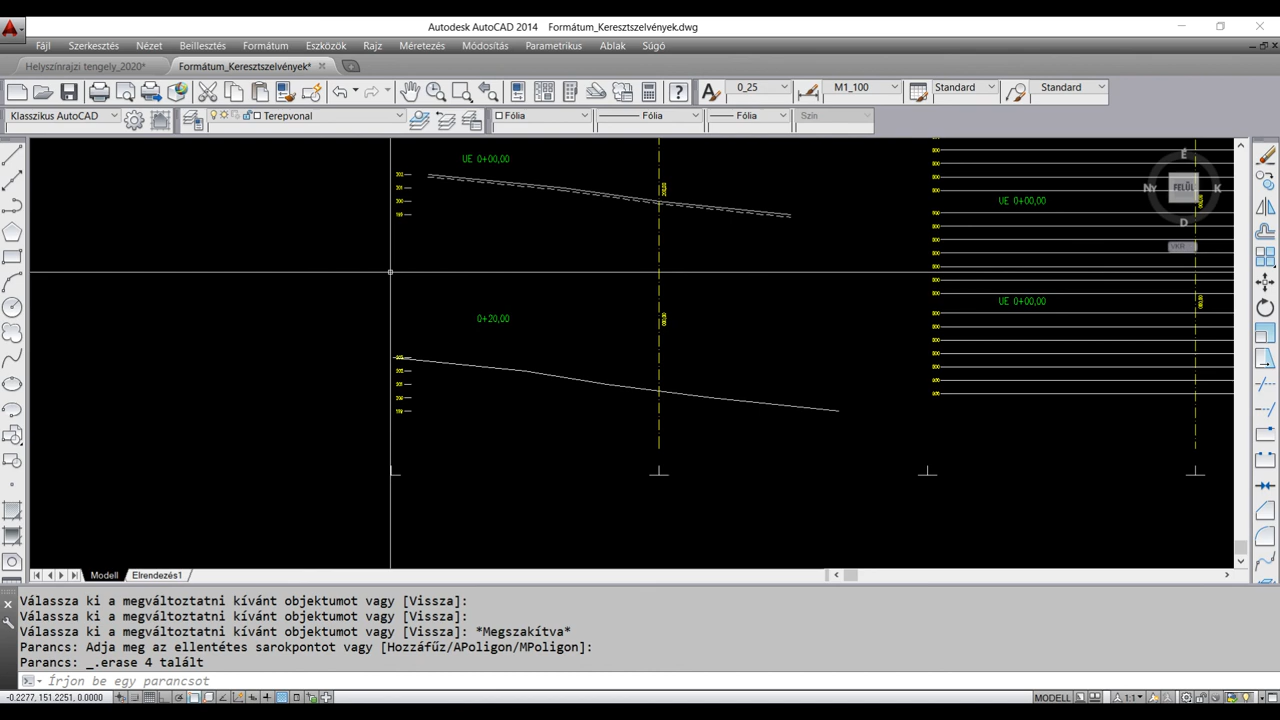 Autodesk AutoCAD 2014 Formátum_Keresztszelvények.dwg
Fájl Szerkesztés Nézet Beillesztés Formátum Eszközök Rajz Méretezés Módosítás Parametrikus Ablak Súgó
Helyszínrajzi tengely_2020* Formátum_Keresztszelvények*
0_25 M1_100 Standard Standard
Klasszikus AutoCAD Terepvonal Fólia Fólia Fólia Szín
UE 0+00,00
É
Ny FELÜL K
D
VKR
UE 0+00,00
UE 0+00,00
0+20,00
Modell Elrendezés1
Válassza ki a megváltoztatni kívánt objektumot vagy [Vissza]:
Válassza ki a megváltoztatni kívánt objektumot vagy [Vissza]:
Válassza ki a megváltoztatni kívánt objektumot vagy [Vissza]: *Megszakítva*
Parancs: Adja meg az ellentétes sarokpontot vagy [Hozzáfűz/APoligon/MPoligon]:
Parancs: _.erase 4 talált
Írjon be egy parancsot
-0.2277, 151.2251, 0.0000 MODELL 1:1